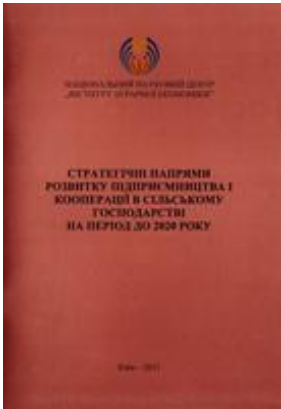 НАЦІОНАЛЬНИЙ НАУКОВИЙ ЦЕНТР
„ІНСТИТУТ АГРАРНОЇ ЕКОНОМІКИ"
СТРАТЕГІЧНІ НАПРЯМИ
РОЗВИТКУ ПІДПРИЄМНИЦТВА І
КООПЕРАЦІЇ В СІЛЬСЬКОМУ
ГОСПОДАРСТВІ
НА ПЕРІОД ДО 2020 РОКУ
Київ –